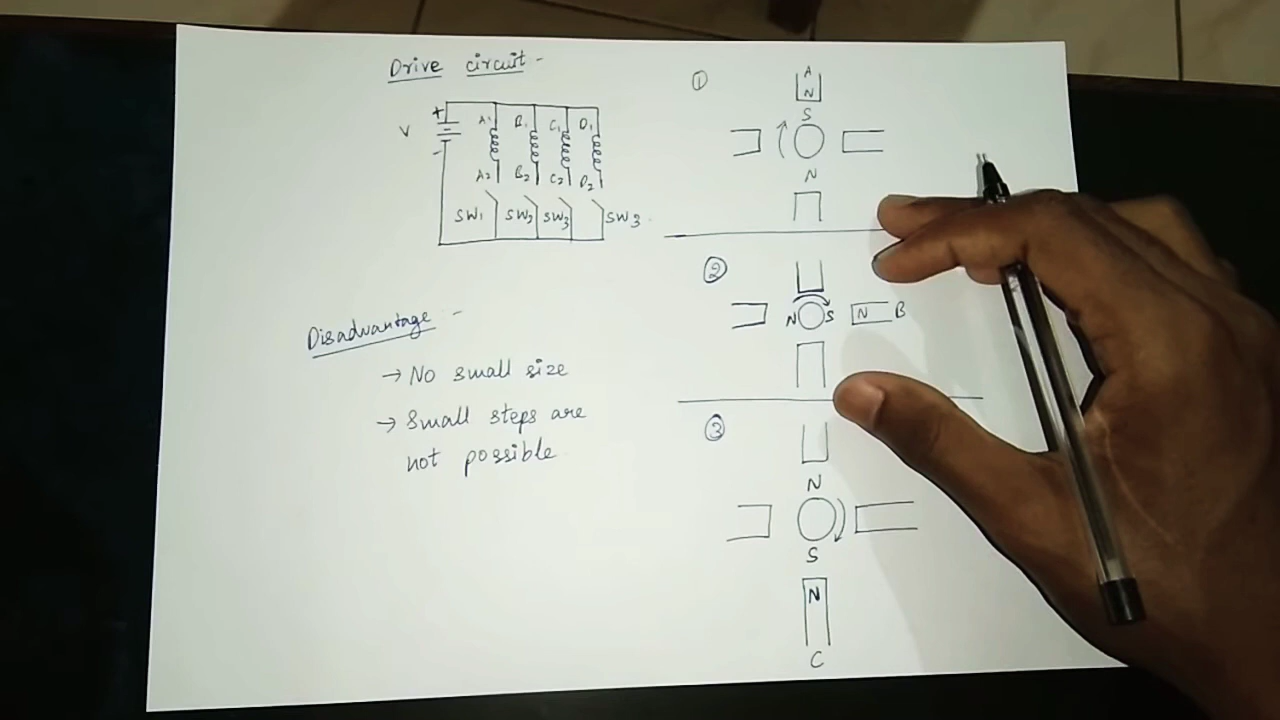 Drive circuit -
+
V
-
A1 B1 C1 D1
A2 B2 C2 D2
SW1 SW2 SW3 SW3
Disadvantage :-
→ No small size
→ Small steps are
not possible
1
A
N
S
N
2
N S N B
3
N
S
N
C